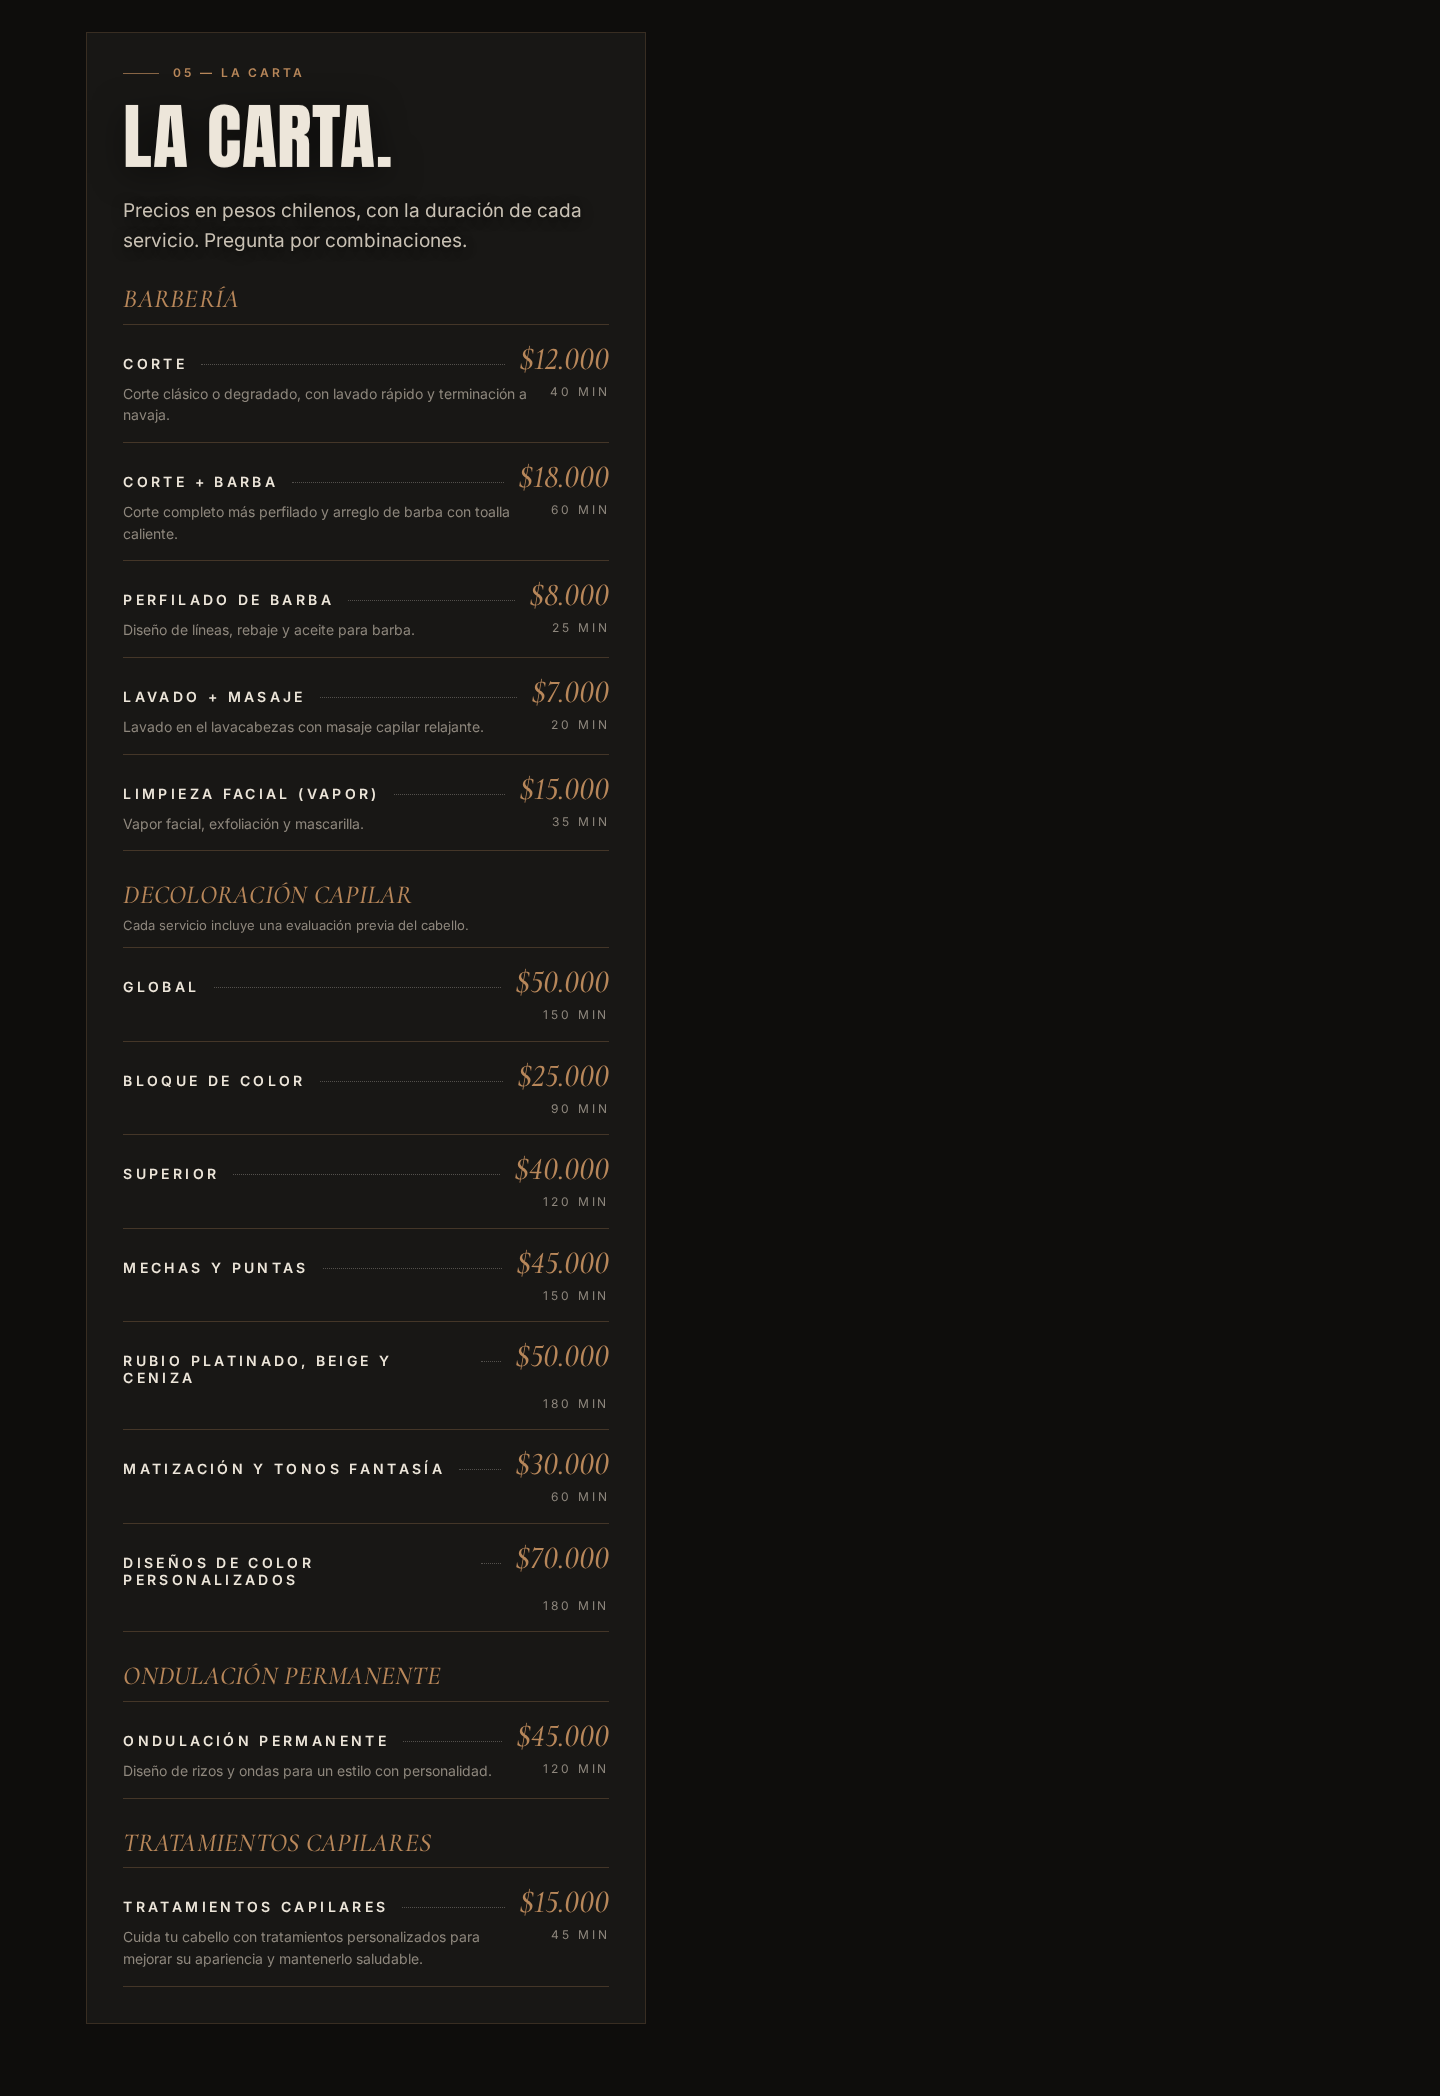 05 — LA CARTA
LA CARTA.
Precios en pesos chilenos, con la duración de cada
servicio. Pregunta por combinaciones.
BARBERÍA
CORTE $12.000
Corte clásico o degradado, con lavado rápido y terminación a 40 MIN
navaja.
CORTE + BARBA $18.000
Corte completo más perfilado y arreglo de barba con toalla 60 MIN
caliente.
PERFILADO DE BARBA $8.000
Diseño de líneas, rebaje y aceite para barba. 25 MIN
LAVADO + MASAJE $7.000
Lavado en el lavacabezas con masaje capilar relajante. 20 MIN
LIMPIEZA FACIAL (VAPOR) $15.000
Vapor facial, exfoliación y mascarilla. 35 MIN
DECOLORACIÓN CAPILAR
Cada servicio incluye una evaluación previa del cabello.
GLOBAL $50.000
150 MIN
BLOQUE DE COLOR $25.000
90 MIN
SUPERIOR $40.000
120 MIN
MECHAS Y PUNTAS $45.000
150 MIN
RUBIO PLATINADO, BEIGE Y $50.000
CENIZA
180 MIN
MATIZACIÓN Y TONOS FANTASÍA $30.000
60 MIN
DISEÑOS DE COLOR $70.000
PERSONALIZADOS
180 MIN
ONDULACIÓN PERMANENTE
ONDULACIÓN PERMANENTE $45.000
Diseño de rizos y ondas para un estilo con personalidad. 120 MIN
TRATAMIENTOS CAPILARES
TRATAMIENTOS CAPILARES $15.000
Cuida tu cabello con tratamientos personalizados para 45 MIN
mejorar su apariencia y mantenerlo saludable.